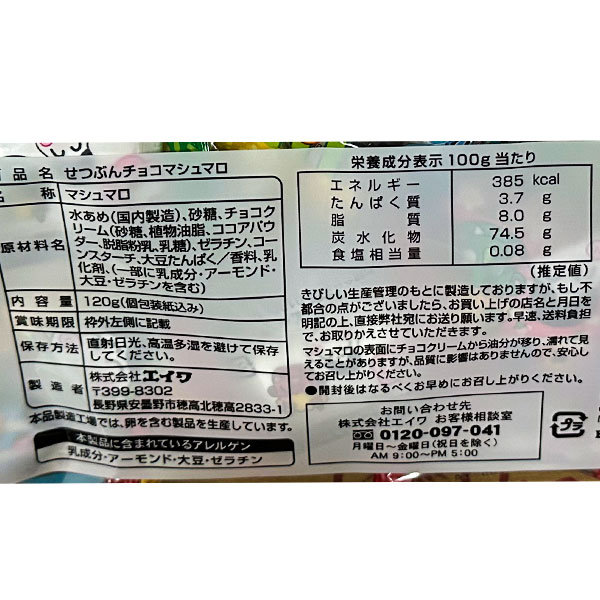 品名 せつぶんチョコマシュマロ
名称 マシュマロ
原材料名 水あめ(国内製造)、砂糖、チョコク
リーム(砂糖、植物油脂、ココアパウ
ダー、脱脂粉乳、乳糖)、ゼラチン、コー
ンスターチ、大豆たんぱく/香料、乳
化剤、(一部に乳成分・アーモンド・
大豆・ゼラチンを含む)
内容量 120g(個包装紙込み)
賞味期限 枠外左側に記載
保存方法 直射日光、高温多湿を避けて保存
してください。
製造者 株式会社エイワ
〒399-8302
長野県安曇野市穂高北穂高2833-1
本品製造工場では、卵を含む製品を生産しています。
本製品に含まれているアレルゲン
乳成分・アーモンド・大豆・ゼラチン
栄養成分表示 100g当たり
エネルギー 385 kcal
たんぱく質 3.7 g
脂質 8.0 g
炭水化物 74.5 g
食塩相当量 0.08 g
(推定値)
きびしい生産管理のもとに製造しておりますが、もし不
都合の点がございましたら、お買い上げの店名と月日を
明記の上、直接弊社宛にお送り願います。早速、送料負担
で、お取りかえさせていただきます。
マシュマロの表面にチョコクリームから油分が移り、濡れて見
えることがありますが、品質に影響はありませんので、安心し
てお召し上がりください。
●開封後はなるべくお早めにお召し上がりください。
お問い合わせ先
株式会社エイワ お客様相談室
0120-097-041
月曜日〜金曜日(祝日を除く)
AM 9:00〜PM 5:00
プラ